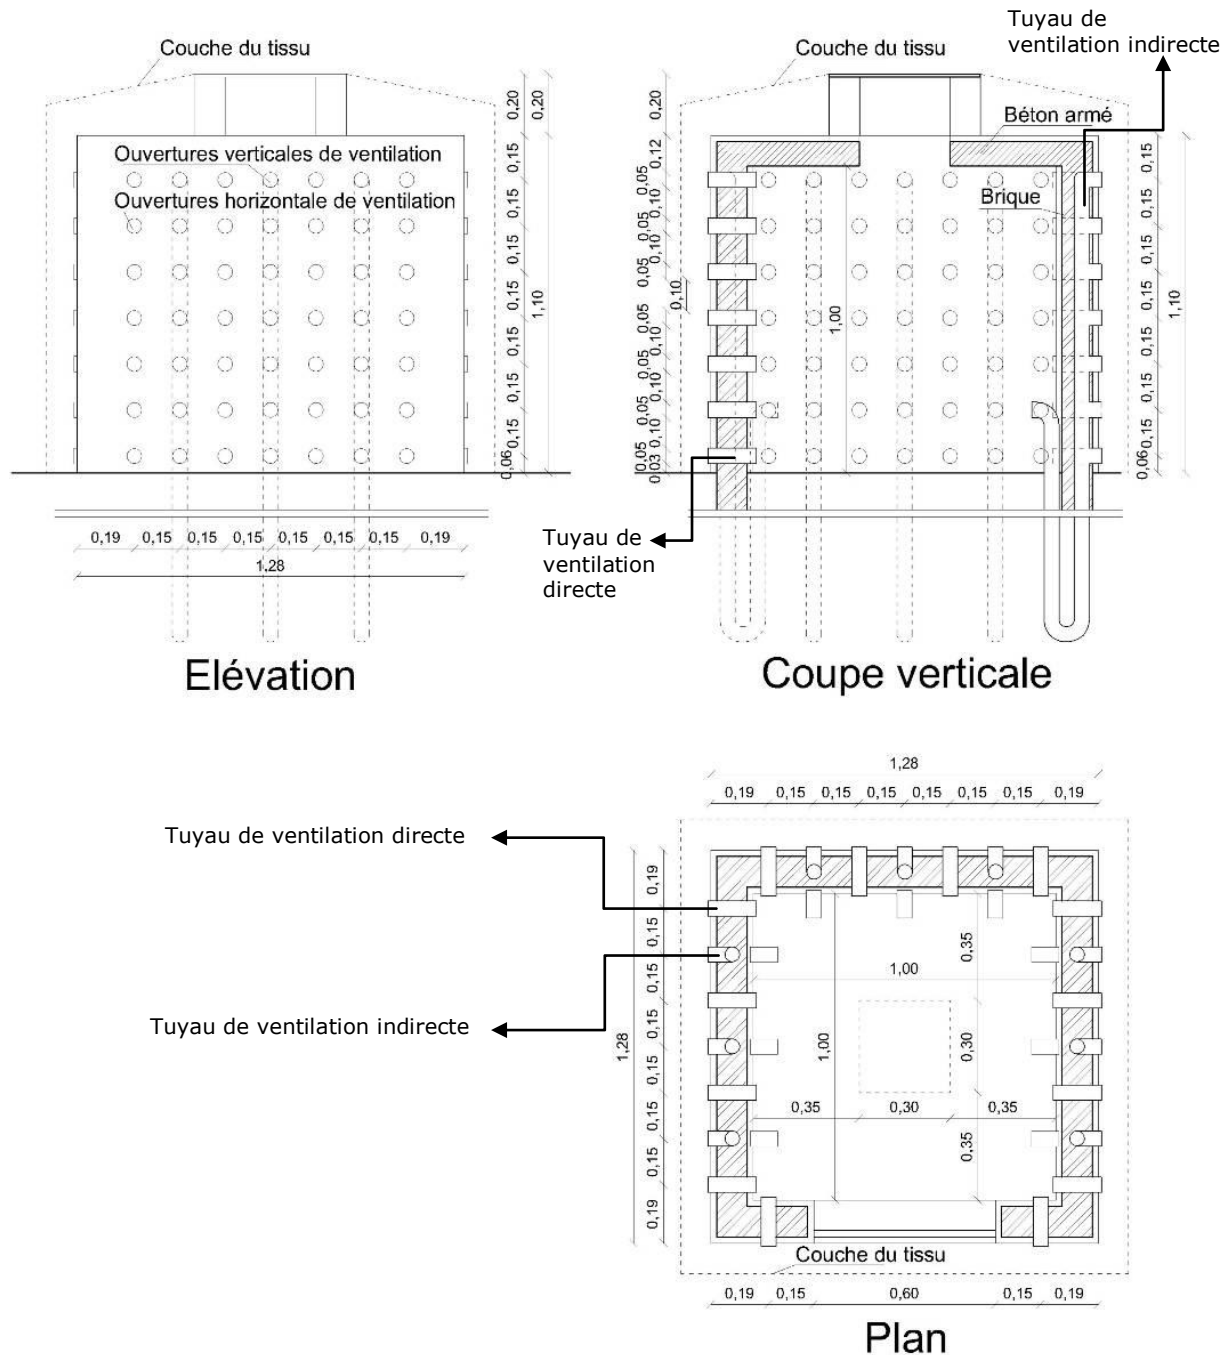 Couche du tissu
0,20
0,20
Ouvertures verticales de ventilation
Ouvertures horizontale de ventilation
0,15
0,15
0,15
0,15
0,15
0,15
0,15
0,06
1,10
0,19 0,15 0,15 0,15 0,15 0,15 0,15 0,19
1,28
Elévation
Tuyau de
ventilation indirecte
Couche du tissu
Béton armé
Brique
0,20
0,12
0,05
0,10
0,05
0,10
0,05
0,10
0,05
0,10
0,05
0,10
0,05
0,10
0,05
0,03
1,00
0,15
0,15
0,15
0,15
0,15
0,15
0,15
0,06
1,10
Tuyau de
ventilation
directe
Coupe verticale
1,28
0,19 0,15 0,15 0,15 0,15 0,15 0,15 0,19
Tuyau de ventilation directe
Tuyau de ventilation indirecte
0,19
0,15
0,15
0,15
0,15
0,15
0,15
0,19
1,28
1,00
1,00
0,35
0,30
0,35
0,35 0,30 0,35
Couche du tissu
0,19 0,15 0,60 0,15 0,19
Plan